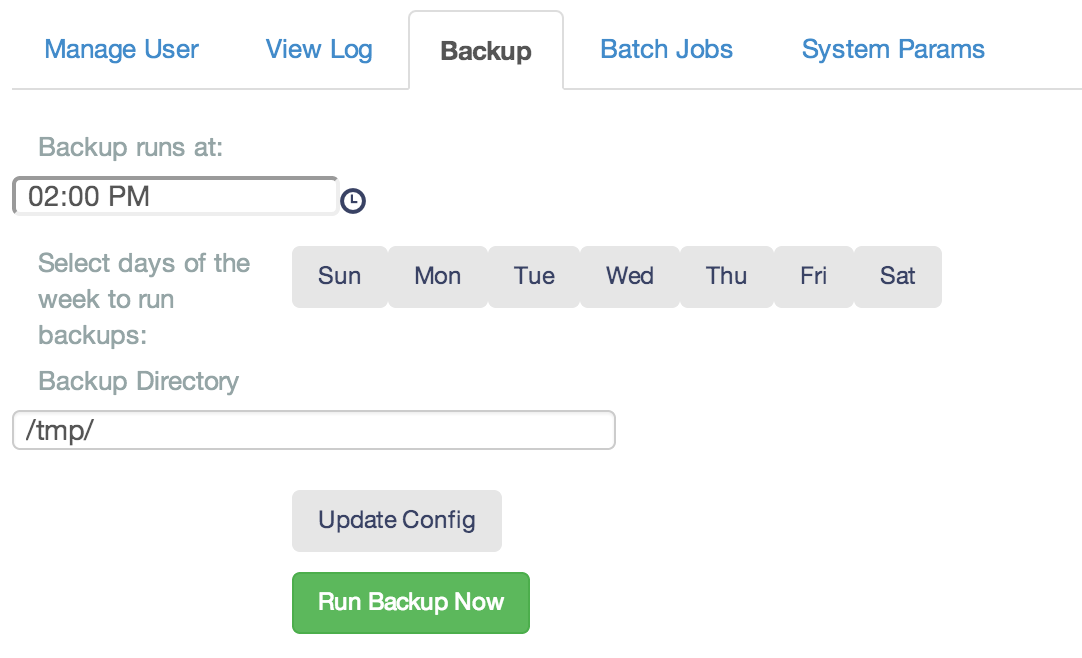 Manage User View Log Backup Batch Jobs System Params
Backup runs at:
02:00 PM
Select days of the
week to run
backups:
Sun Mon Tue Wed Thu Fri Sat
Backup Directory
/tmp/
Update Config
Run Backup Now